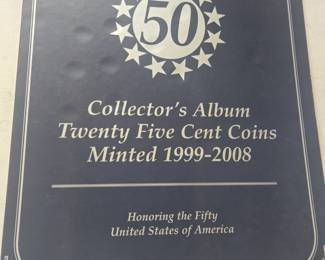 50
Collector's Album
Twenty Five Cent Coins
Minted 1999-2008
Honoring the Fifty
United States of America